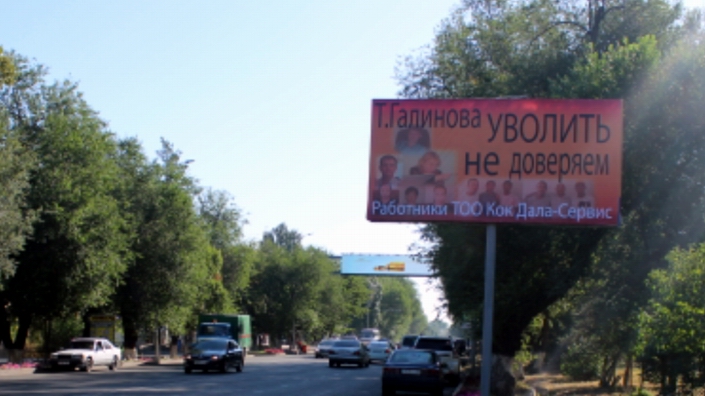 Т.Галинова УВОЛИТЬ
не доверяем
Работники ТОО Кок Дала-Сервис